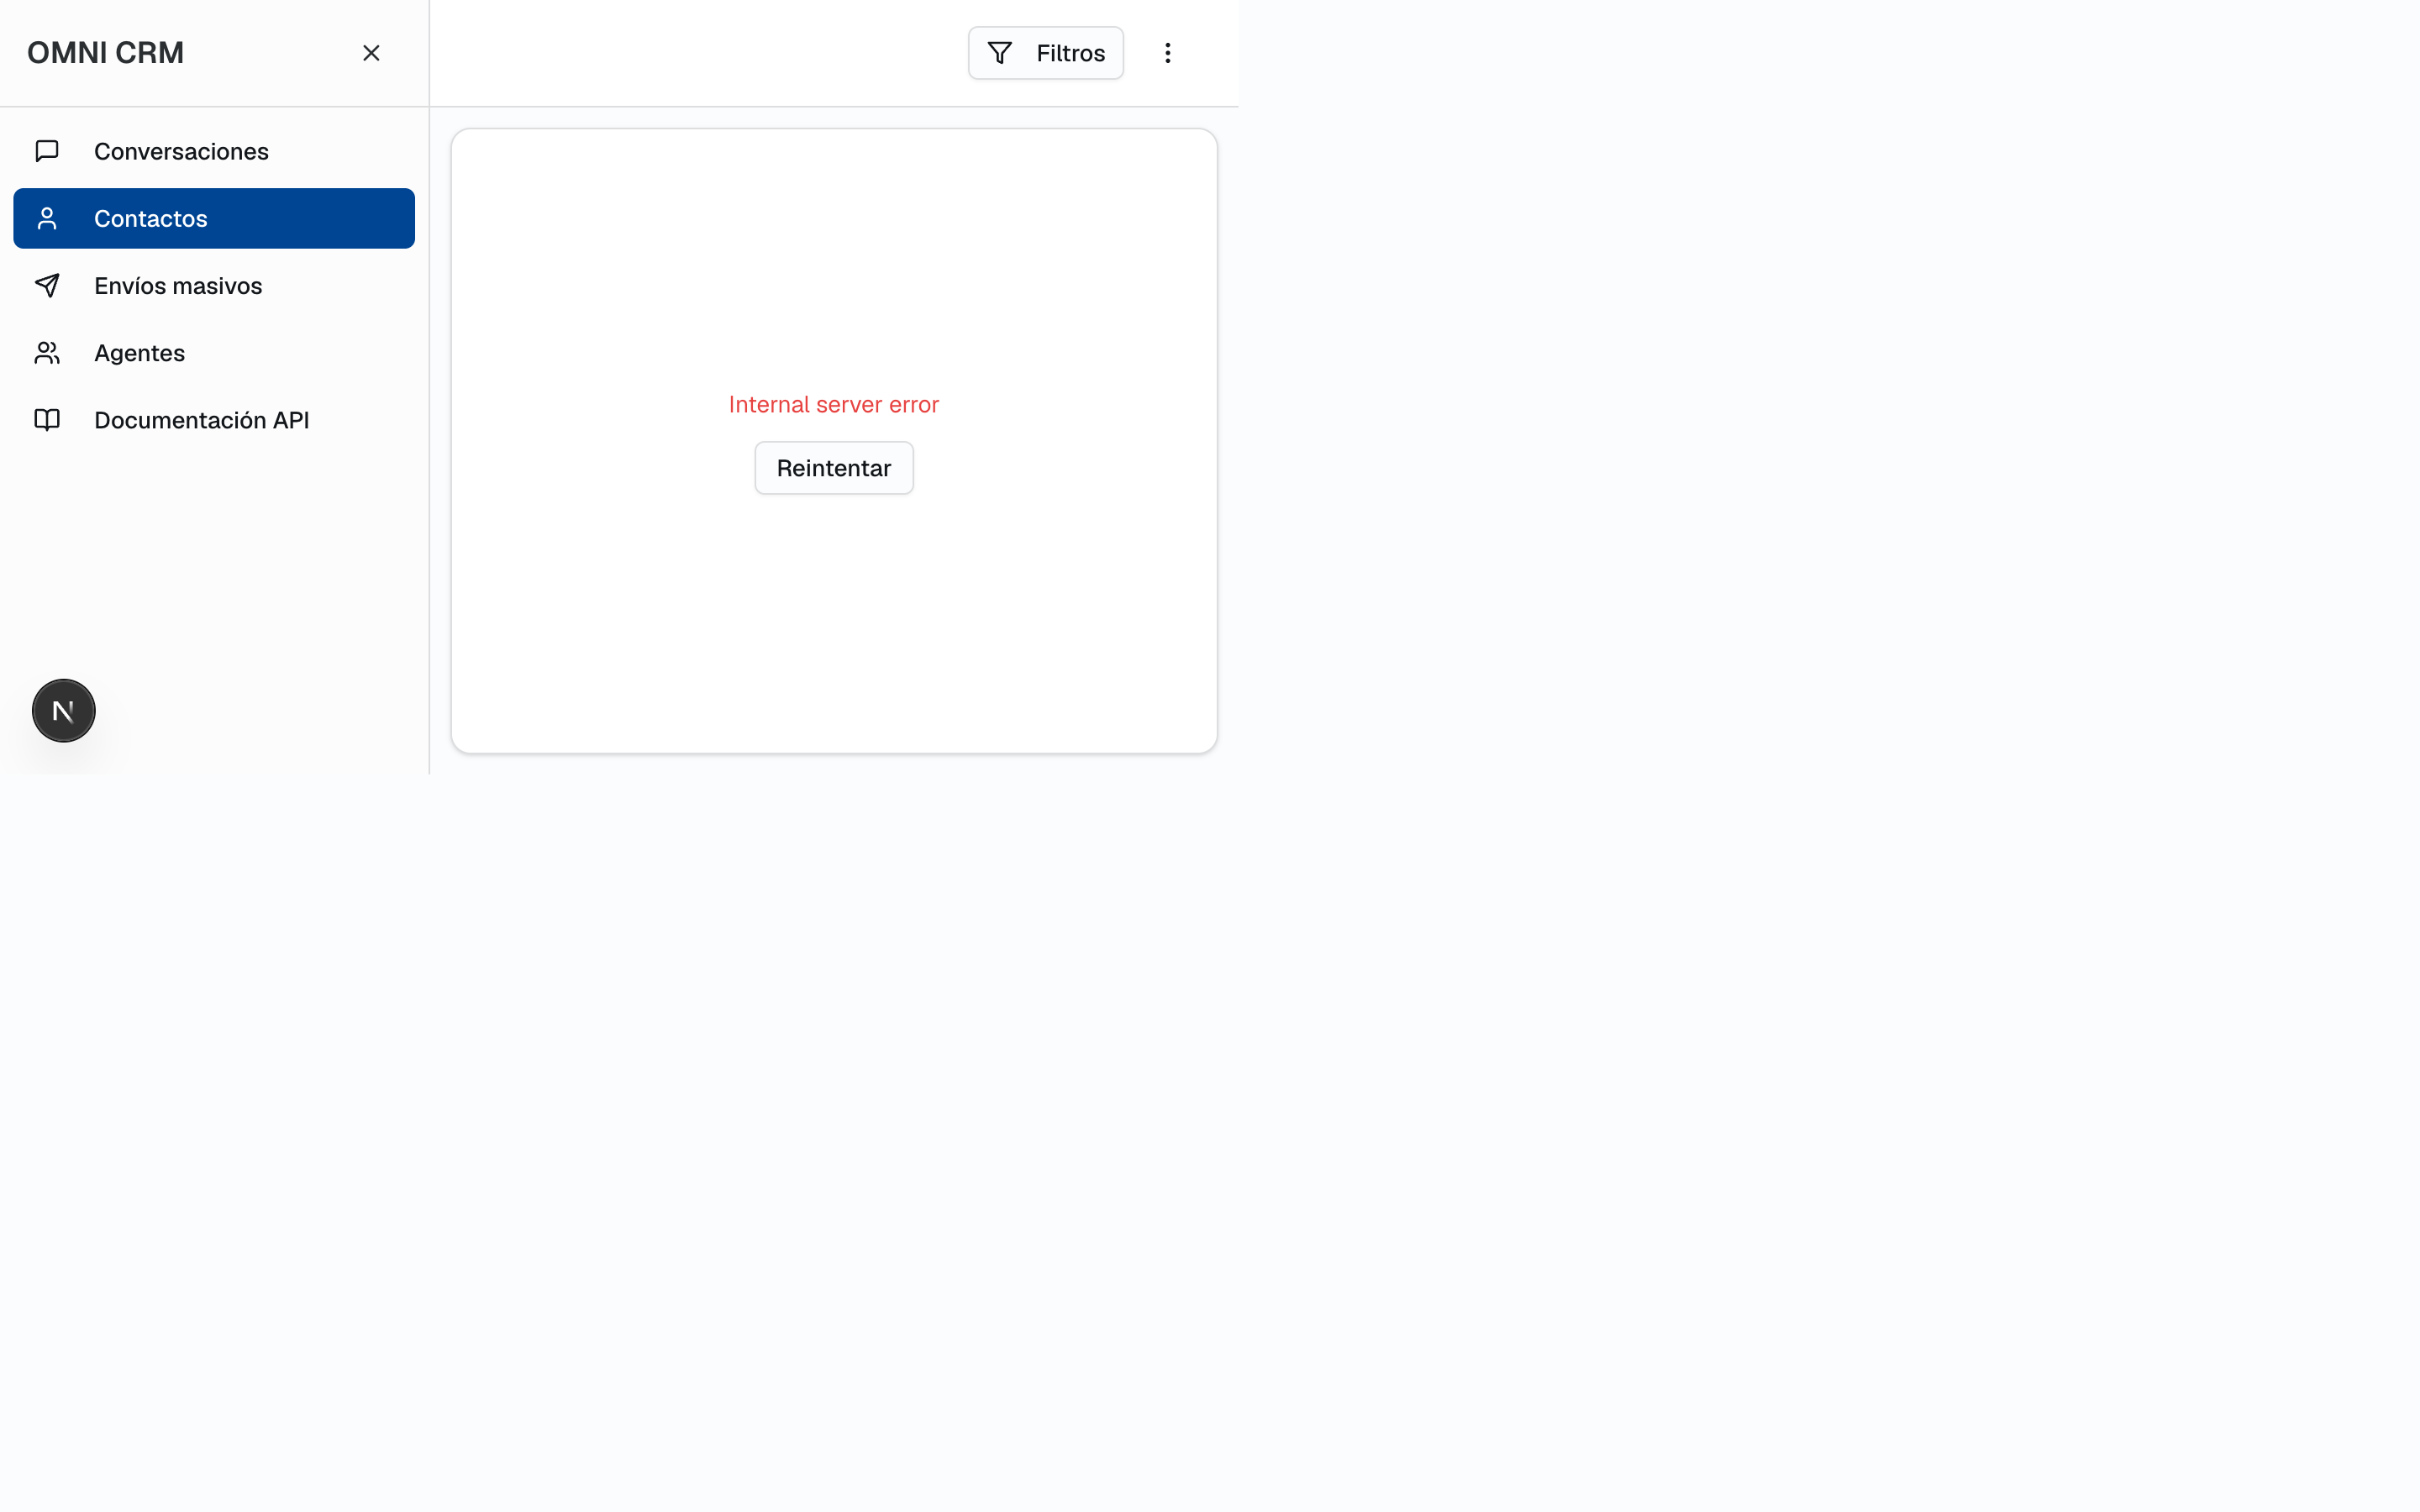 OMNI CRM
Filtros
Conversaciones
Contactos
Envíos masivos
Agentes
Documentación API
Internal server error
Reintentar
N